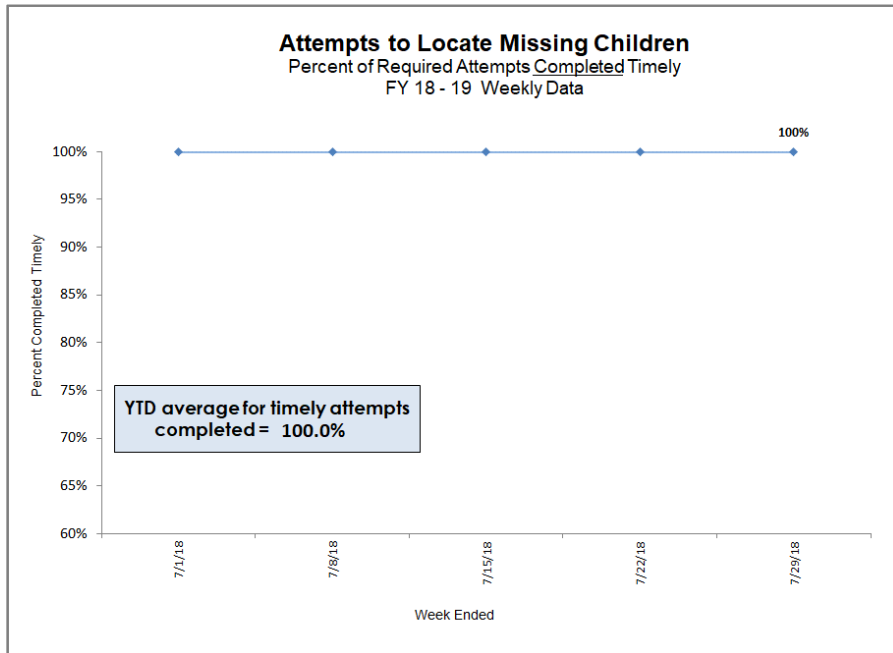 Attempts to Locate Missing Children
Percent of Required Attempts Completed Timely
FY 18 - 19 Weekly Data
100%
100%
95%
90%
85%
80%
75%
70%
65%
60%
Percent Completed Timely
YTD average for timely attempts
completed = 100.0%
7/1/18
7/8/18
7/15/18
7/22/18
7/29/18
Week Ended